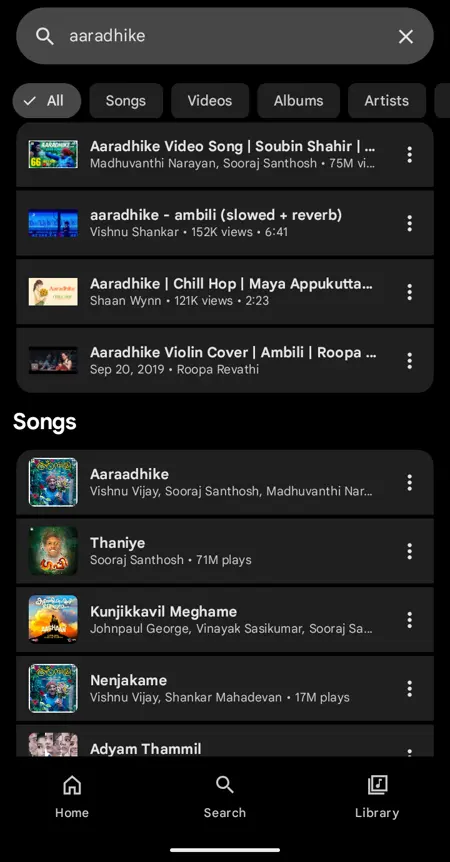 aaradhike
All
Songs
Videos
Albums
Artists
AARADHIKE
66
Aaradhike Video Song | Soubin Shahir | ...
Madhuvanthi Narayan, Sooraj Santhosh • 75M vi...
aaradhike - ambili (slowed + reverb)
Vishnu Shankar • 152K views • 6:41
Aaradhike
Aaradhike | Chill Hop | Maya Appukutta...
Shaan Wynn • 121K views • 2:23
Aaradhike Violin Cover | Ambili | Roopa ...
Sep 20, 2019 • Roopa Revathi
Songs
Aaraadhike
Vishnu Vijay, Sooraj Santhosh, Madhuvanthi Nar...
Thaniye
Sooraj Santhosh • 71M plays
AASHAAN
Kunjikkavil Meghame
Johnpaul George, Vinayak Sasikumar, Sooraj Sa...
Nenjakame
Vishnu Vijay, Shankar Mahadevan • 17M plays
Adyam Thammil
Home
Search
Library